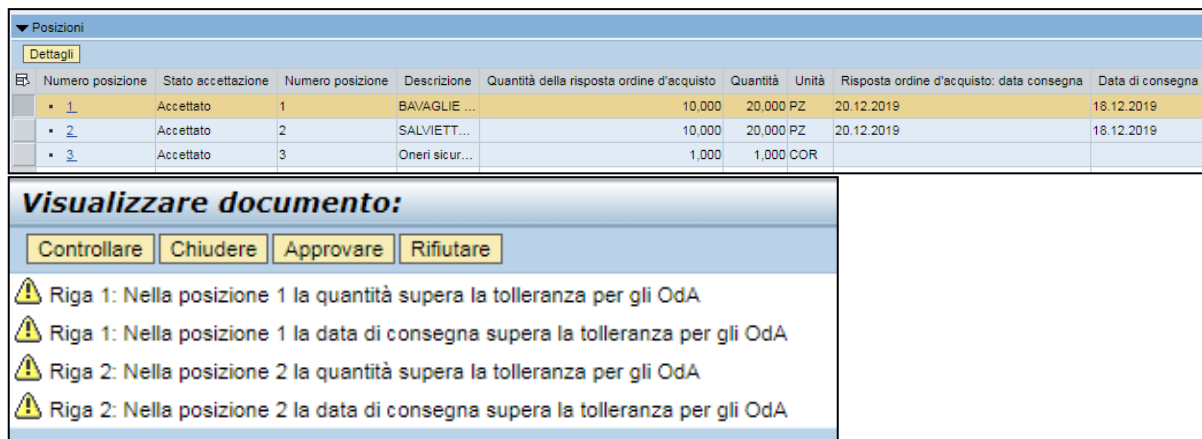 Posizioni
Dettagli
Numero posizione Stato accettazione Numero posizione Descrizione Quantità della risposta ordine d'acquisto Quantità Unità Risposta ordine d'acquisto: data consegna Data di consegna
1 Accettato 1 BAVAGLIE ... 10,000 20,000 PZ 20.12.2019 18.12.2019
2 Accettato 2 SALVIETT... 10,000 20,000 PZ 20.12.2019 18.12.2019
3 Accettato 3 Oneri sicur... 1,000 1,000 COR
Visualizzare documento:
Controllare Chiudere Approvare Rifiutare
Riga 1: Nella posizione 1 la quantità supera la tolleranza per gli OdA
Riga 1: Nella posizione 1 la data di consegna supera la tolleranza per gli OdA
Riga 2: Nella posizione 2 la quantità supera la tolleranza per gli OdA
Riga 2: Nella posizione 2 la data di consegna supera la tolleranza per gli OdA